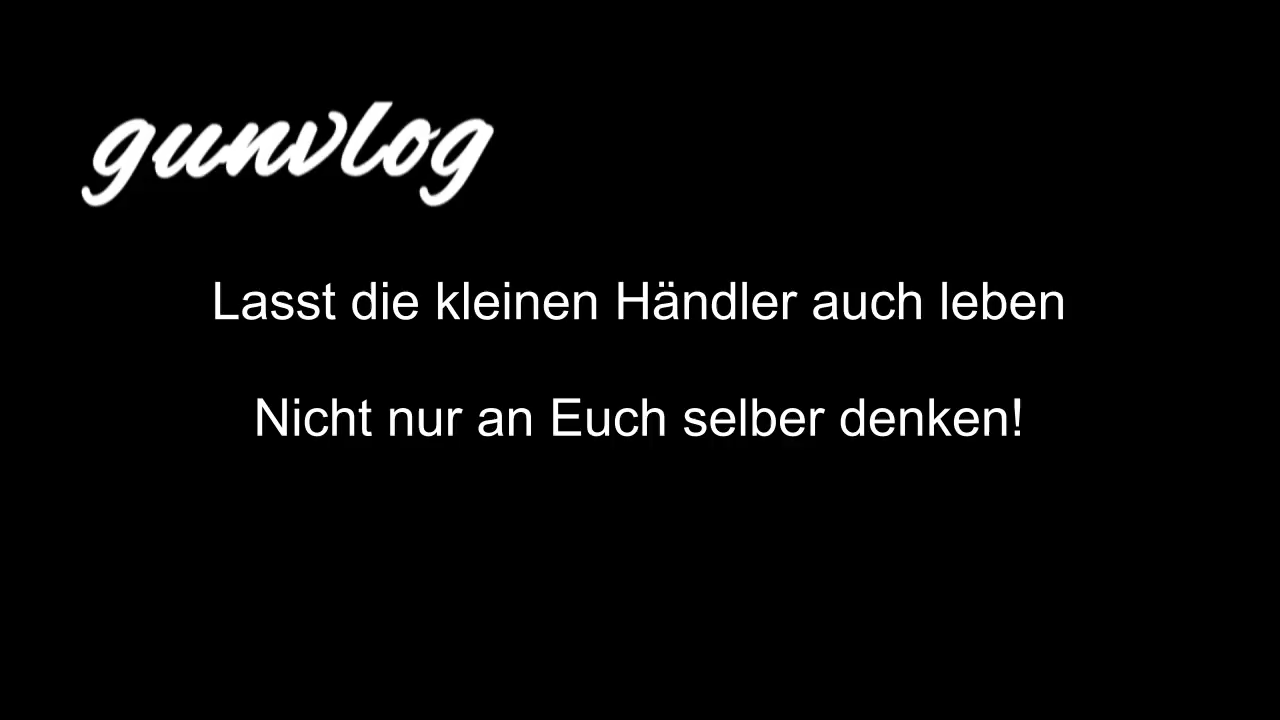 gunvlog
Lasst die kleinen Händler auch leben
Nicht nur an Euch selber denken!